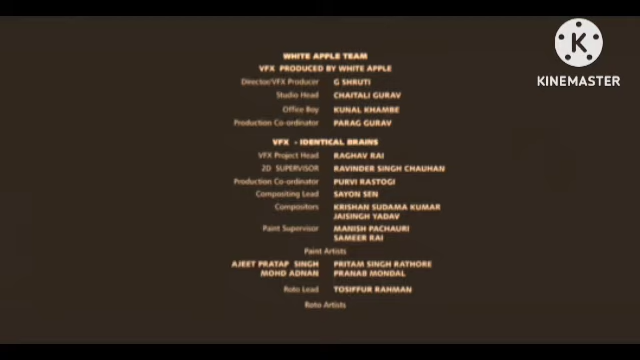 WHITE APPLE TEAM
VFX PRODUCED BY WHITE APPLE
Director/VFX Producer G SHRUTI
Studio Head CHAITALI GURAV
Office Boy KUNAL KHAMBE
Production Co-ordinator PARAG GURAV
VFX - IDENTICAL BRAINS
VFX Project Head RAGHAV RAI
2D SUPERVISOR RAVINDER SINGH CHAUHAN
Production Co-ordinator PURVI RASTOGI
Compositing Lead SAYON SEN
Compositors KRISHAN SUDAMA KUMAR
JAISINGH YADAV
Paint Supervisor MANISH PACHAURI
SAMEER RAI
Paint Artists
AJEET PRATAP SINGH PRITAM SINGH RATHORE
MOHD ADNAN PRANAB MONDAL
Roto Lead TOSIFFUR RAHMAN
Roto Artists
K
KINEMASTER